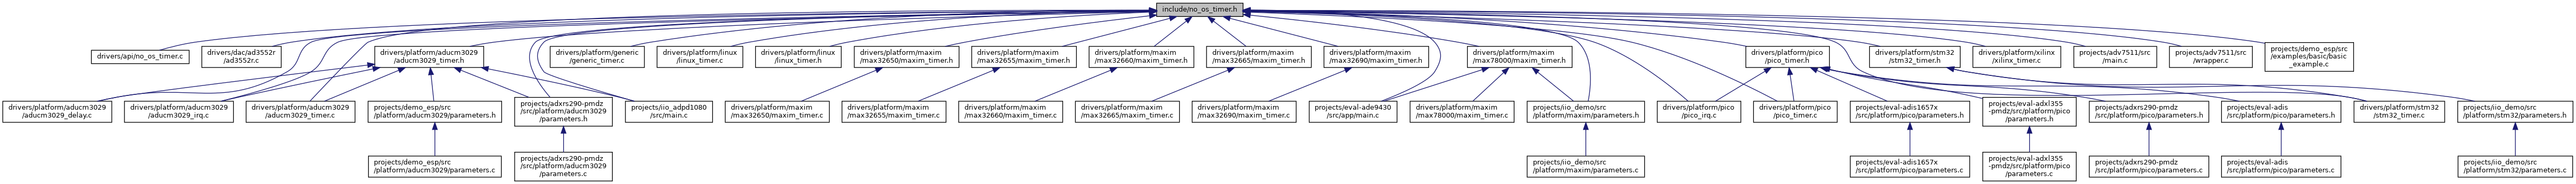 include/no_os_timer.h
drivers/api/no_os_timer.c
drivers/dac/ad3552r
/ad3552r.c
drivers/platform/aducm3029
/aducm3029_timer.h
drivers/platform/generic
/generic_timer.c
drivers/platform/linux
/linux_timer.c
drivers/platform/linux
/linux_timer.h
drivers/platform/maxim
/max32650/maxim_timer.h
drivers/platform/maxim
/max32655/maxim_timer.h
drivers/platform/maxim
/max32660/maxim_timer.h
drivers/platform/maxim
/max32665/maxim_timer.h
drivers/platform/maxim
/max32690/maxim_timer.h
drivers/platform/maxim
/max78000/maxim_timer.h
drivers/platform/pico
/pico_timer.h
drivers/platform/stm32
/stm32_timer.h
drivers/platform/xilinx
/xilinx_timer.c
projects/adv7511/src
/main.c
projects/adv7511/src
/wrapper.c
projects/demo_esp/src
/examples/basic/basic
_example.c
drivers/platform/aducm3029
/aducm3029_delay.c
drivers/platform/aducm3029
/aducm3029_irq.c
drivers/platform/aducm3029
/aducm3029_timer.c
projects/demo_esp/src
/platform/aducm3029/parameters.h
projects/adxrs290-pmdz
/src/platform/aducm3029
/parameters.h
projects/iio_adpd1080
/src/main.c
drivers/platform/maxim
/max32650/maxim_timer.c
drivers/platform/maxim
/max32655/maxim_timer.c
drivers/platform/maxim
/max32660/maxim_timer.c
drivers/platform/maxim
/max32665/maxim_timer.c
drivers/platform/maxim
/max32690/maxim_timer.c
projects/eval-ade9430
/src/app/main.c
drivers/platform/maxim
/max78000/maxim_timer.c
projects/iio_demo/src
/platform/maxim/parameters.h
drivers/platform/pico
/pico_irq.c
drivers/platform/pico
/pico_timer.c
projects/eval-adis1657x
/src/platform/pico/parameters.h
projects/eval-adxl355
-pmdz/src/platform/pico
/parameters.h
projects/adxrs290-pmdz
/src/platform/pico/parameters.h
projects/eval-adis
/src/platform/pico/parameters.h
drivers/platform/stm32
/stm32_timer.c
projects/iio_demo/src
/platform/stm32/parameters.h
projects/demo_esp/src
/platform/aducm3029/parameters.c
projects/adxrs290-pmdz
/src/platform/aducm3029
/parameters.c
projects/iio_demo/src
/platform/maxim/parameters.c
projects/eval-adis1657x
/src/platform/pico/parameters.c
projects/eval-adxl355
-pmdz/src/platform/pico
/parameters.c
projects/adxrs290-pmdz
/src/platform/pico/parameters.c
projects/eval-adis
/src/platform/pico/parameters.c
projects/iio_demo/src
/platform/stm32/parameters.c